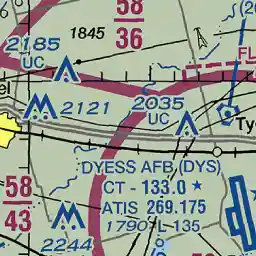 58
36
1845
2185
UC
FL
el
2121
2035
UC
Ty
DYESS AFB (DYS)
CT - 133.0 ★
ATIS 269.175
1790 L 135
58
43
2244